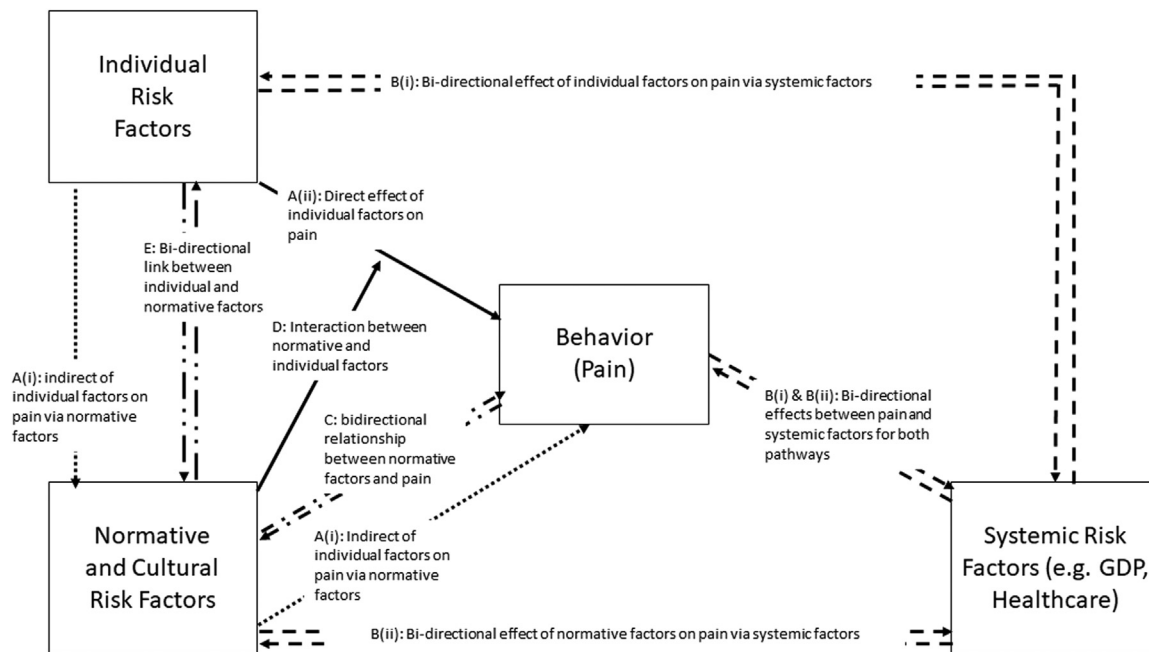 Individual
Risk
Factors
B(i): Bi-directional effect of individual factors on pain via systemic factors
A(ii): Direct effect of
individual factors on
pain
E: Bi-directional
link between
individual and
normative factors
D: Interaction between
normative and
individual factors
Behavior
(Pain)
A(i): indirect of
individual factors on
pain via normative
factors
B(i) & B(ii): Bi-directional
effects between pain and
systemic factors for both
pathways
C: bidirectional
relationship
between normative
factors and pain
Normative
and Cultural
Risk Factors
A(i): Indirect of
individual factors on
pain via normative
factors
Systemic Risk
Factors (e.g. GDP,
Healthcare)
B(ii): Bi-directional effect of normative factors on pain via systemic factors